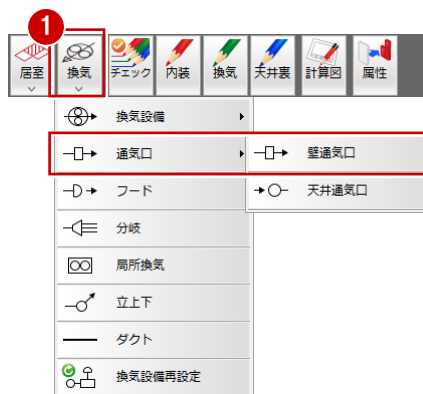 1
居室 換気 チェック 内装 換気 天井裏 計算図 属性
換気設備
通気口 壁通気口
フード 天井通気口
分岐
局所換気
立上下
ダクト
換気設備再設定